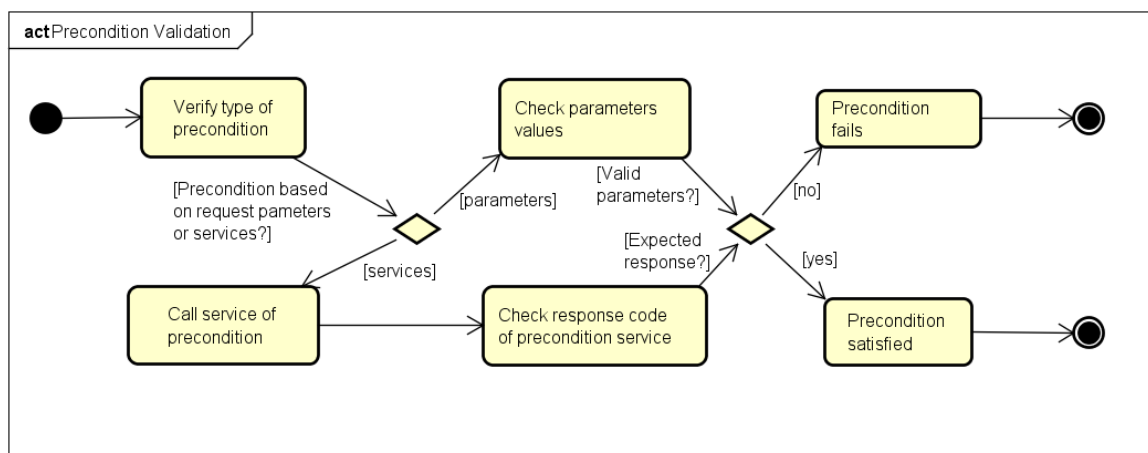 act Precondition Validation
Verify type of
precondition
[Precondition based
on request pameters
or services?]
[parameters]
[services]
Check parameters
values
[Valid
parameters?]
Call service of
precondition
Check response code
of precondition service
[Expected
response?]
[no]
[yes]
Precondition
fails
Precondition
satisfied